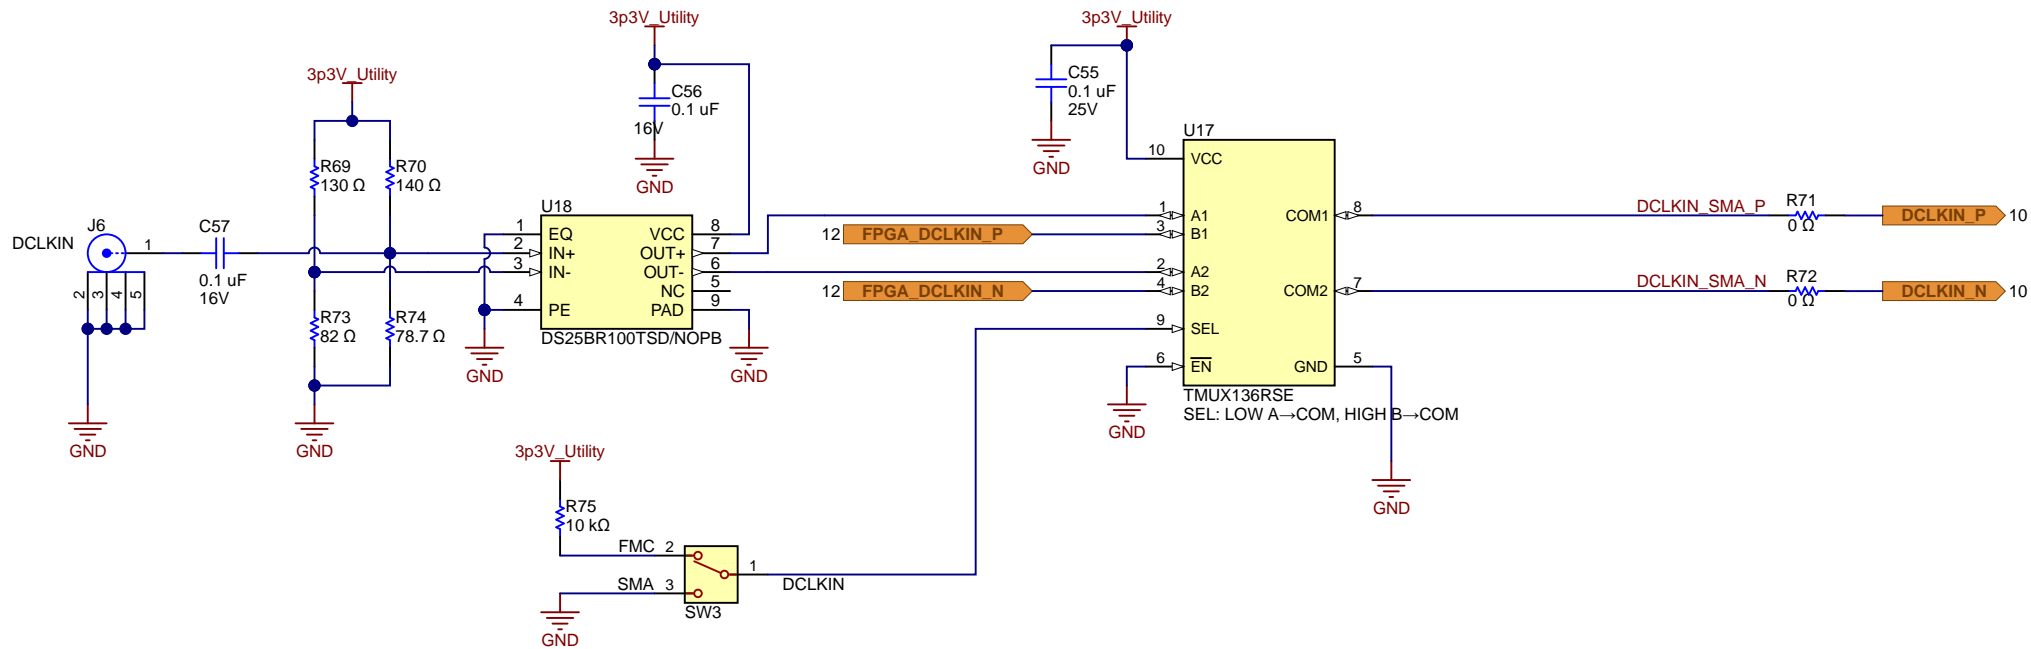 3p3V_Utility
3p3V_Utility
3p3V_Utility
C56
0.1 uF
16V
GND
C55
0.1 uF
25V
GND
R69
130 Ω
R70
140 Ω
J6
DCLKIN
1
2
3
4
5
GND
C57
0.1 uF
16V
R73
82 Ω
R74
78.7 Ω
GND
U18
1
EQ
2
IN+
3
IN-
4
PE
VCC
8
OUT+
7
OUT-
6
NC
5
PAD
9
DS25BR100TSD/NOPB
GND
GND
12
FPGA_DCLKIN_P
12
FPGA_DCLKIN_N
U17
10
VCC
1
A1
3
B1
2
A2
4
B2
9
SEL
6
EN
COM1
8
COM2
7
GND
5
TMUX136RSE
SEL: LOW A→COM, HIGH B→COM
GND
GND
DCLKIN_SMA_P
R71
0 Ω
DCLKIN_P
10
DCLKIN_SMA_N
R72
0 Ω
DCLKIN_N
10
3p3V_Utility
R75
10 kΩ
FMC
2
SMA
3
1
DCLKIN
SW3
GND